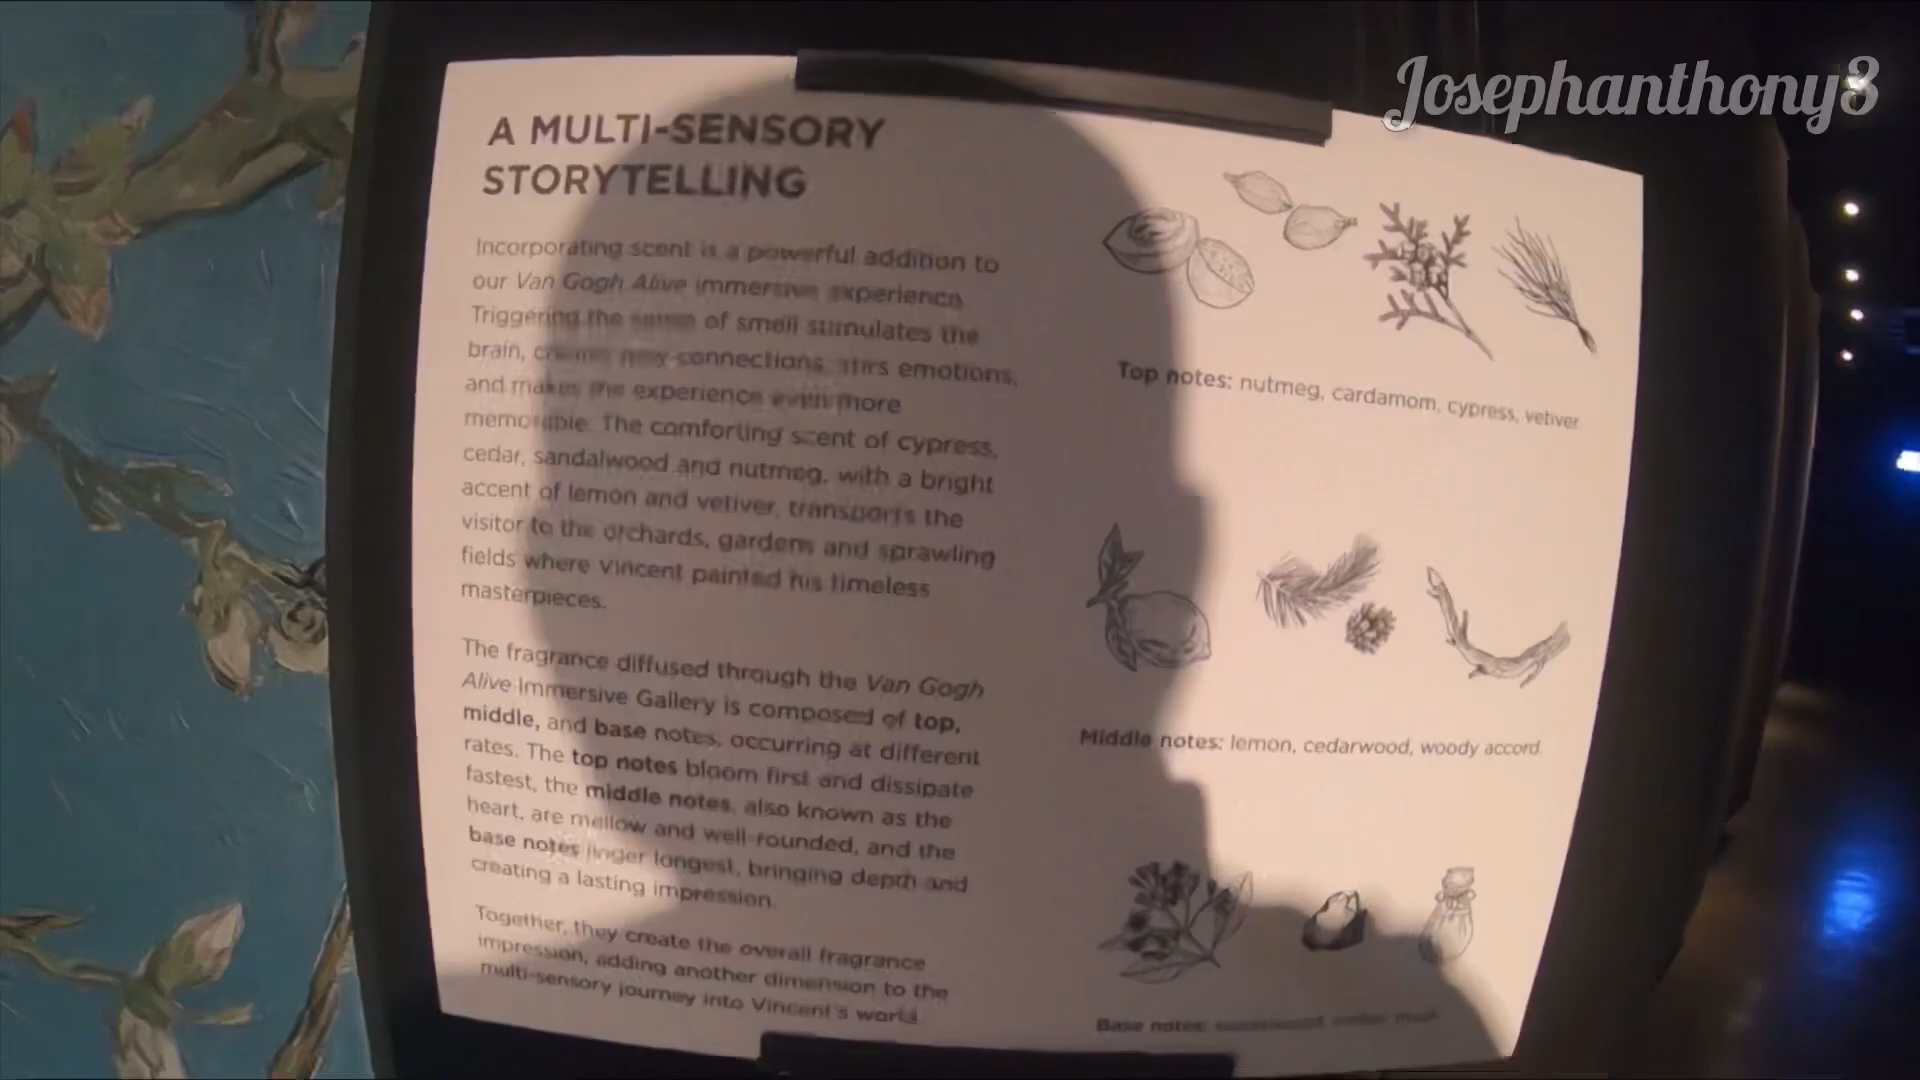 Josephanthony8
A MULTI-SENSORY
STORYTELLING
Incorporating scent is a powerful addition to
our Van Gogh Alive immersive experience.
Triggering the sense of smell stimulates the
brain, creates new connections, stirs emotions,
and makes the experience even more
memorable. The comforting scent of cypress,
cedar, sandalwood and nutmeg, with a bright
accent of lemon and vetiver, transports the
visitor to the orchards, gardens and sprawling
fields where Vincent painted his timeless
masterpieces.
The fragrance diffused through the Van Gogh
Alive Immersive Gallery is composed of top,
middle, and base notes, occurring at different
rates. The top notes bloom first and dissipate
fastest, the middle notes, also known as the
heart, are mellow and well-rounded, and the
base notes linger longest, bringing depth and
creating a lasting impression.
Together, they create the overall fragrance
impression, adding another dimension to the
multi-sensory journey into Vincent's world.
Top notes: nutmeg, cardamom, cypress, vetiver
Middle notes: lemon, cedarwood, woody accord
Base notes: